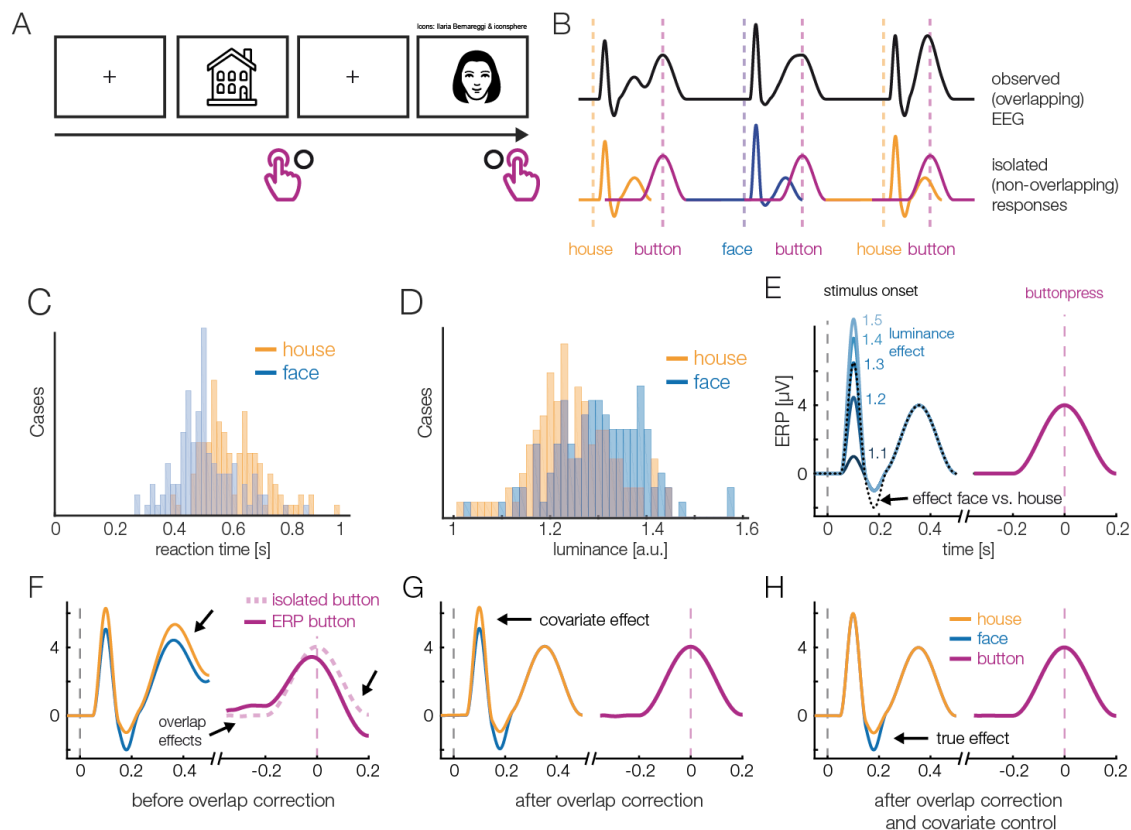 A
Icons: Ilaria Bernareggi & iconsphere
+
+
B
observed
(overlapping)
EEG
isolated
(non-overlapping)
responses
house
button
face
button
house
button
C
house
face
Cases
0
0.2
0.4
0.6
0.8
1
reaction time [s]
D
house
face
Cases
1
1.2
1.4
1.6
luminance [a.u.]
E
stimulus onset
buttonpress
1.5
1.4
1.3
1.2
1.1
luminance
effect
ERP [µV]
4
0
effect face vs. house
0
0.2
0.4
-0.2
0
0.2
time [s]
F
isolated button
ERP button
4
0
overlap
effects
0
0.2
0.4
-0.2
0
0.2
before overlap correction
G
covariate effect
4
0
0
0.2
0.4
-0.2
0
0.2
after overlap correction
H
house
face
button
4
0
true effect
0
0.2
0.4
-0.2
0
0.2
after overlap correction
and covariate control